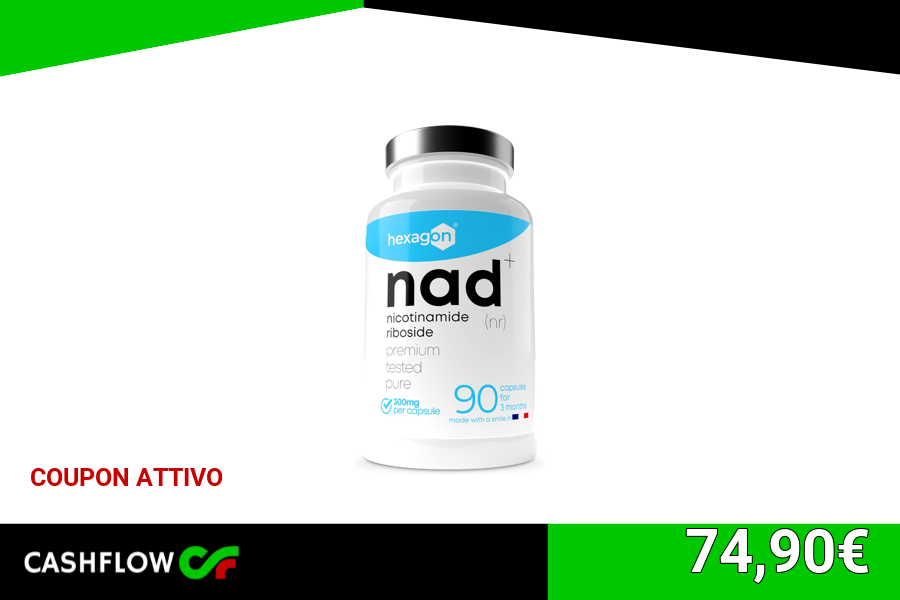 hexagon®
nad+
nicotinamide
riboside
(nr)
premium
tested
pure
300mg
per capsule
90
capsules
for
3 months
made with a smile in
COUPON ATTIVO
CASHFLOW
74,90€